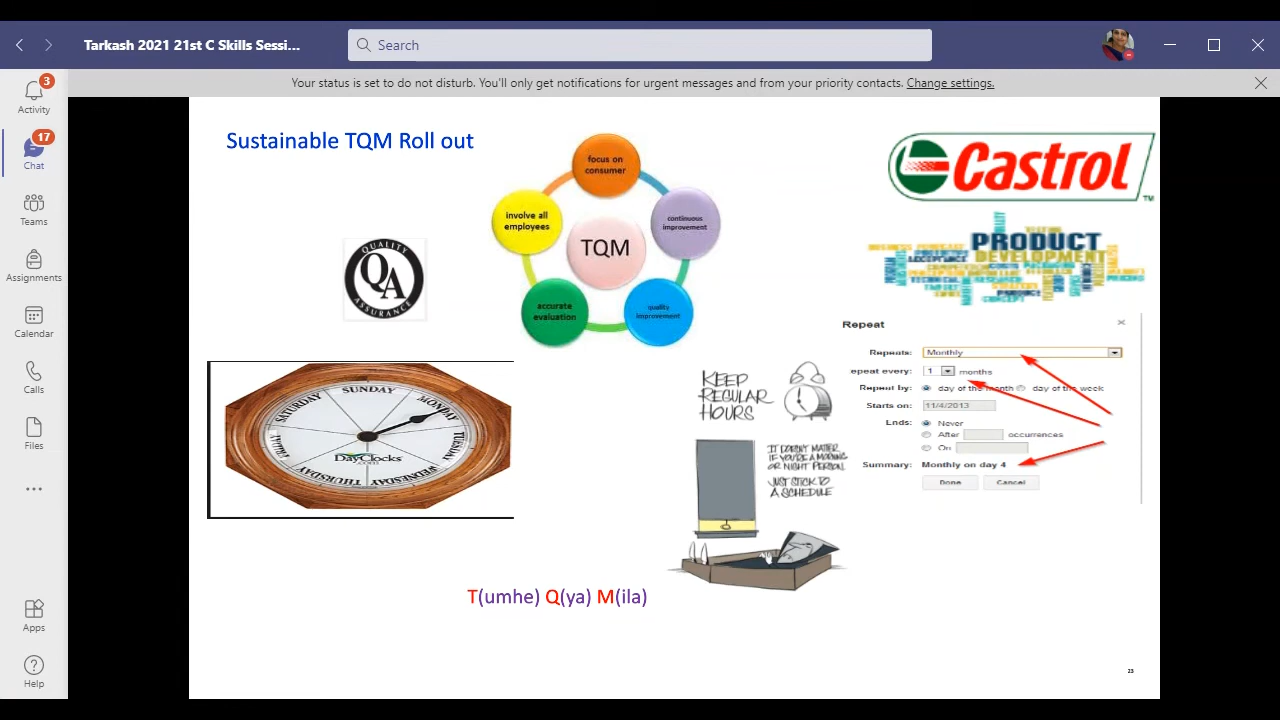 Tarkash 2021 21st C Skills Sessi...
Search
Your status is set to do not disturb. You'll only get notifications for urgent messages and from your priority contacts. Change settings.
3
Activity
17
Chat
Teams
Assignments
Calendar
Calls
Files
Apps
Help
Sustainable TQM Roll out
focus on
consumer
involve all
employees
continuous
improvement
TQM
accurate
evaluation
quality
improvement
QUALITY
QA
ASSURANCE
Castrol
TM
PRODUCT
DEVELOPMENT
SUNDAY
MONDAY
TUESDAY
WEDNESDAY
THURSDAY
FRIDAY
SATURDAY
DayClocks
.com
KEEP
REGULAR
HOURS
IT DOESN'T MATTER
IF YOU'RE A MORNING
OR NIGHT PERSON.
JUST STICK TO
A SCHEDULE
Repeat
Repeats: Monthly
epeat every: 1 months
Repeat by: day of the month day of the week
Starts on: 11/4/2013
Ends: Never
After occurrences
On
Summary: Monthly on day 4
Done Cancel
T(umhe) Q(ya) M(ila)
23